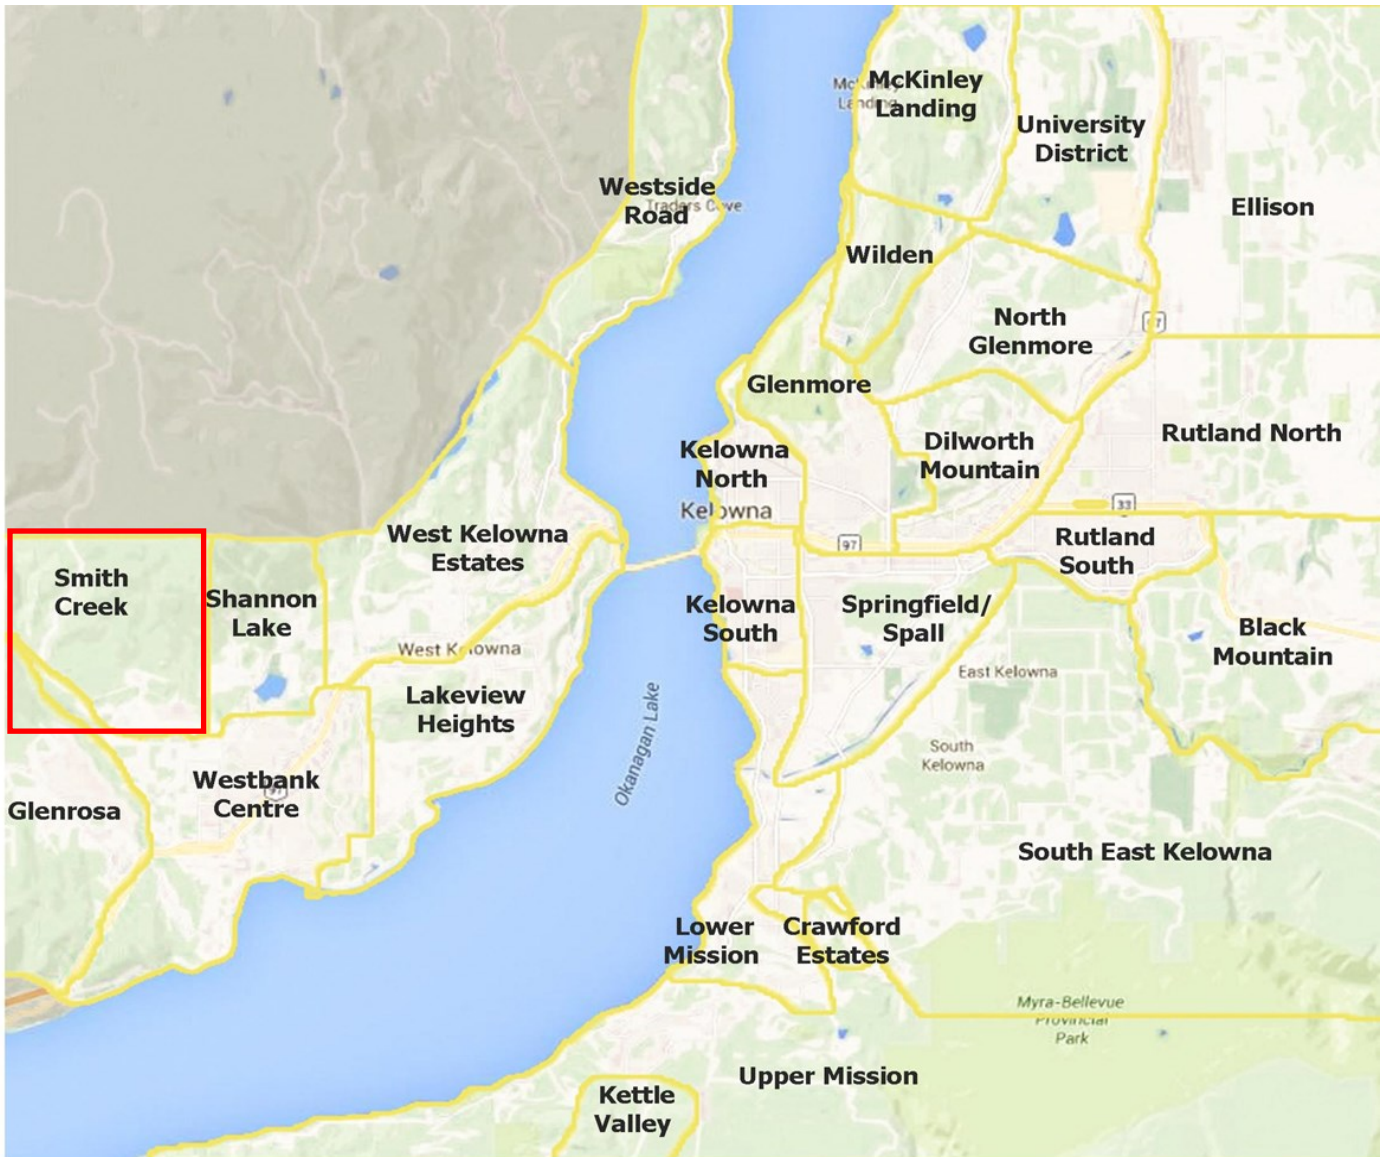 McKinley
Landing
McKinley
Landing
University
District
Westside
Road
Traders Cove
Ellison
Wilden
97
North
Glenmore
Glenmore
Rutland North
Dilworth
Mountain
Kelowna
North
Kelowna
33
97
West Kelowna
Estates
Rutland
South
Smith
Creek
Shannon
Lake
Kelowna
South
Springfield/
Spall
Black
Mountain
West Kelowna
East Kelowna
Lakeview
Heights
Okanagan Lake
South
Kelowna
Westbank
Centre
97
Glenrosa
South East Kelowna
Lower
Mission
Crawford
Estates
Myra-Bellevue
Provincial
Park
Upper Mission
Kettle
Valley